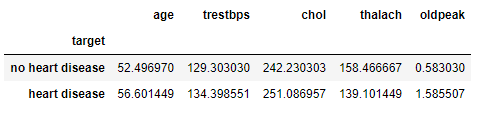 age trestbps chol thalach oldpeak
target
no heart disease 52.496970 129.303030 242.230303 158.466667 0.583030
heart disease 56.601449 134.398551 251.086957 139.101449 1.585507